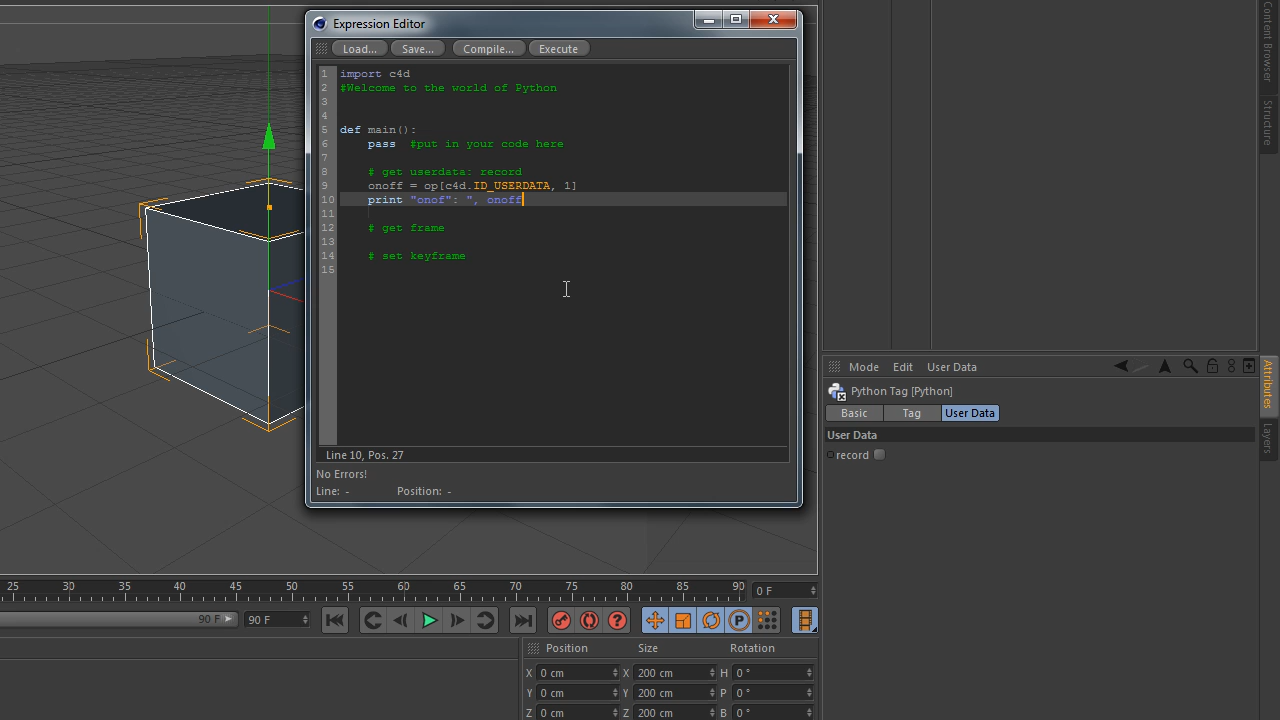 Expression Editor
Load... Save... Compile... Execute
1 import c4d
2 #Welcome to the world of Python
3
4
5 def main():
6 pass #put in your code here
7
8 # get userdata: record
9 onoff = op[c4d.ID_USERDATA, 1]
10 print "onof": ", onoff
11
12 # get frame
13
14 # set keyframe
15
Line 10, Pos. 27
No Errors!
Line: - Position: -
Content Browser
Structure
Mode Edit User Data
Python Tag [Python]
Basic Tag User Data
User Data
record
Attributes
Layers
25 30 35 40 45 50 55 60 65 70 75 80 85 90 0 F
90 F 90 F
Position Size Rotation
X 0 cm X 200 cm H 0 °
Y 0 cm Y 200 cm P 0 °
Z 0 cm Z 200 cm B 0 °